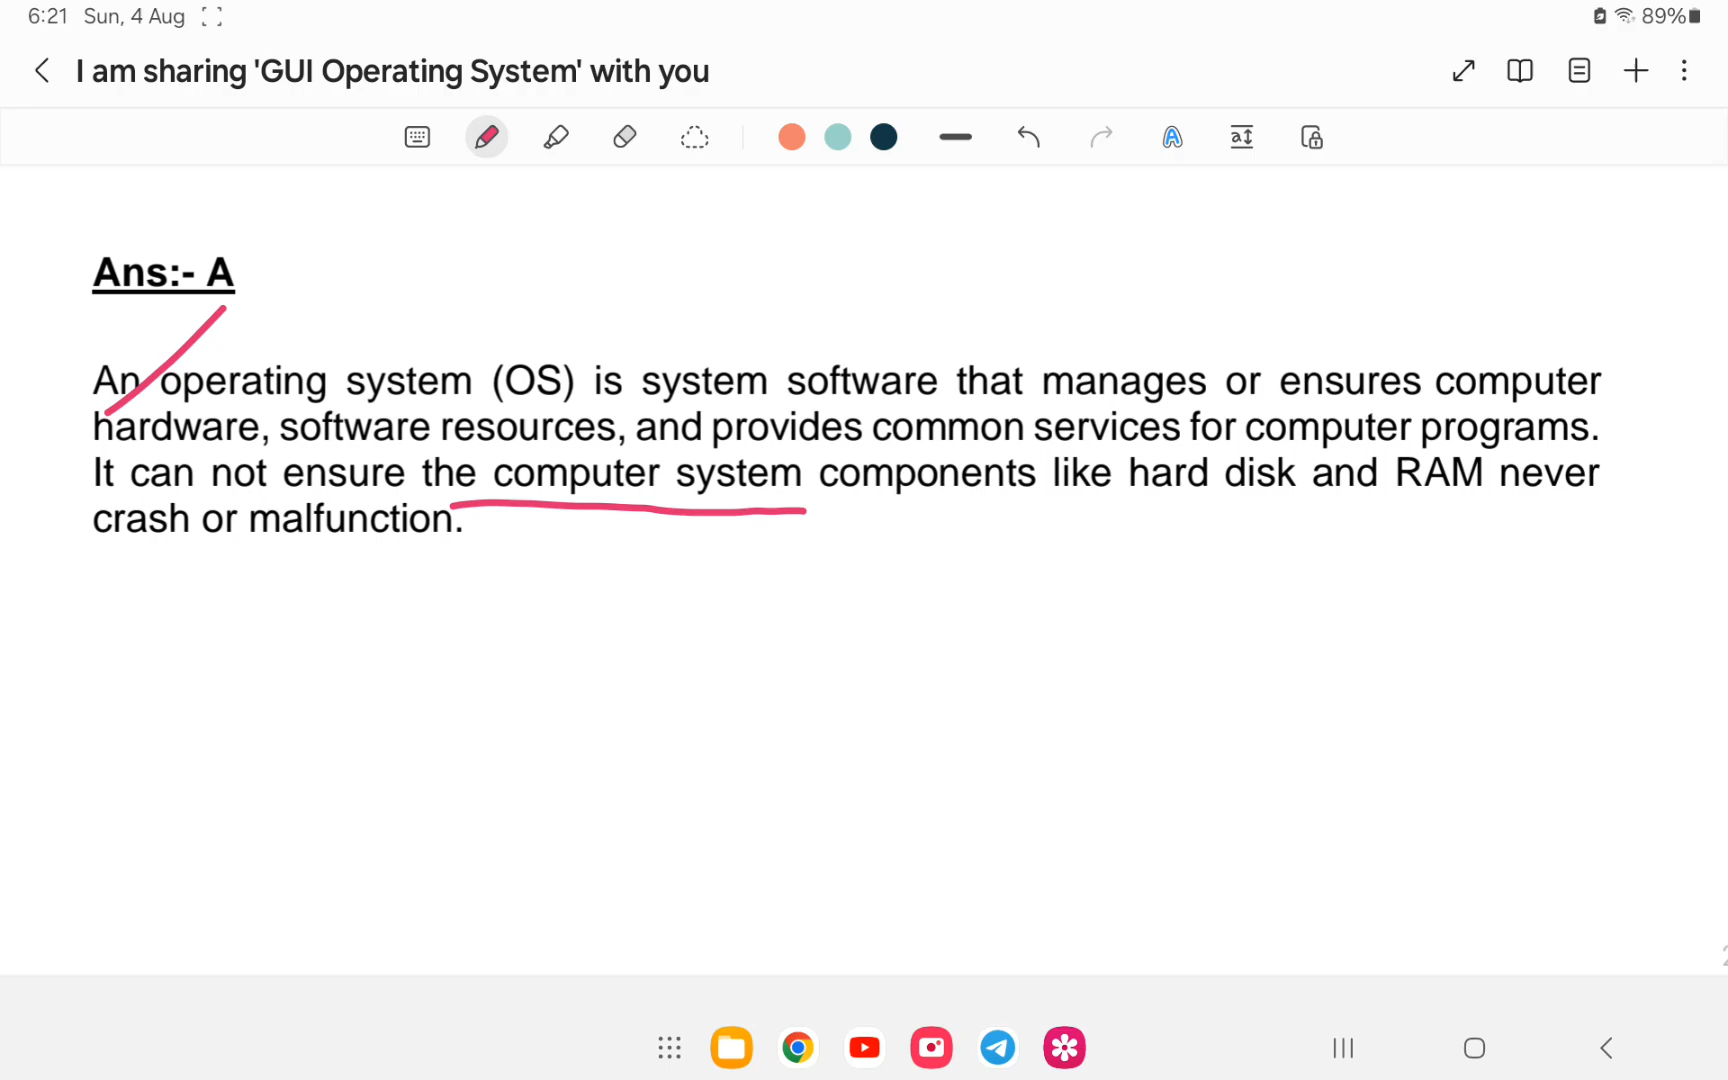 6:21 Sun, 4 Aug 89%
I am sharing 'GUI Operating System' with you
Ans:- A
An operating system (OS) is system software that manages or ensures computer
hardware, software resources, and provides common services for computer programs.
It can not ensure the computer system components like hard disk and RAM never
crash or malfunction.